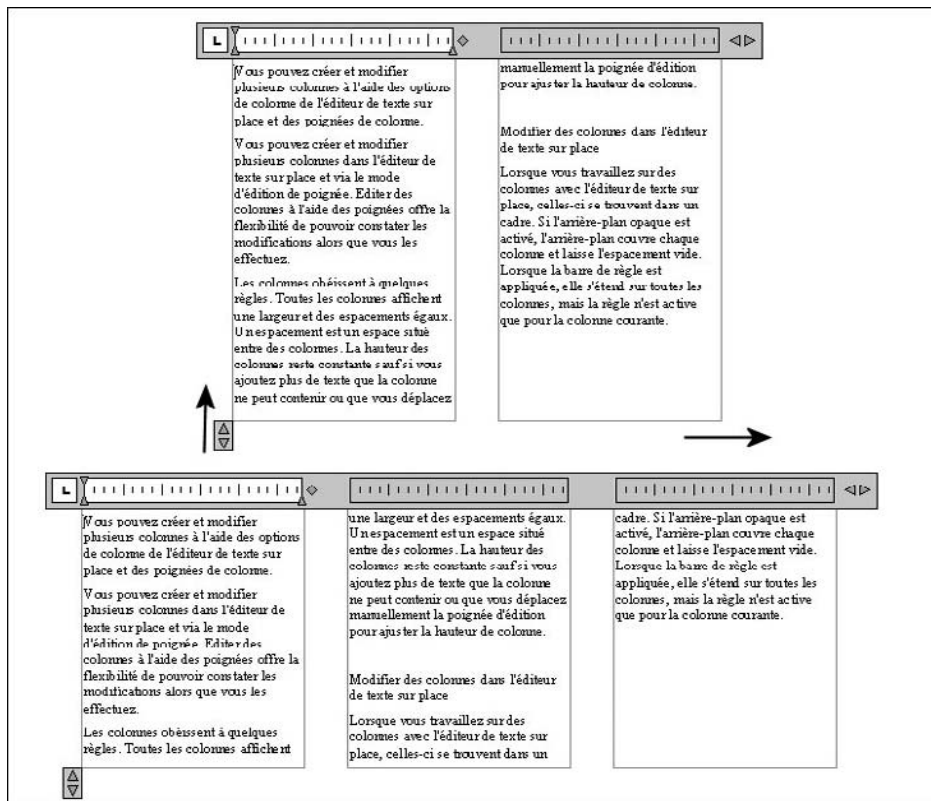 L
Vous pouvez créer et modifier
plusieurs colonnes à l'aide des options
de colonne de l'éditeur de texte sur
place et des poignées de colonne.
Vous pouvez créer et modifier
plusieurs colonnes dans l'éditeur de
texte sur place et via le mode
d'édition de poignée. Editer des
colonnes à l'aide des poignées offre la
flexibilité de pouvoir constater les
modifications alors que vous les
effectuez.
Les colonnes obéissent à quelques
règles. Toutes les colonnes affichent
une largeur et des espacements égaux.
Un espacement est un espace situé
entre des colonnes. La hauteur des
colonnes reste constante sauf si vous
ajoutez plus de texte que la colonne
ne peut contenir ou que vous déplacez
manuellement la poignée d'édition
pour ajuster la hauteur de colonne.
Modifier des colonnes dans l'éditeur
de texte sur place
Lorsque vous travaillez sur des
colonnes avec l'éditeur de texte sur
place, celles-ci se trouvent dans un
cadre. Si l'arrière-plan opaque est
activé, l'arrière-plan couvre chaque
colonne et laisse l'espacement vide.
Lorsque la barre de règle est
appliquée, elle s'étend sur toutes les
colonnes, mais la règle n'est active
que pour la colonne courante.
L
Vous pouvez créer et modifier
plusieurs colonnes à l'aide des options
de colonne de l'éditeur de texte sur
place et des poignées de colonne.
Vous pouvez créer et modifier
plusieurs colonnes dans l'éditeur de
texte sur place et via le mode
d'édition de poignée. Editer des
colonnes à l'aide des poignées offre la
flexibilité de pouvoir constater les
modifications alors que vous les
effectuez.
Les colonnes obéissent à quelques
règles. Toutes les colonnes affichent
une largeur et des espacements égaux.
Un espacement est un espace situé
entre des colonnes. La hauteur des
colonnes reste constante sauf si vous
ajoutez plus de texte que la colonne
ne peut contenir ou que vous déplacez
manuellement la poignée d'édition
pour ajuster la hauteur de colonne.
Modifier des colonnes dans l'éditeur
de texte sur place
Lorsque vous travaillez sur des
colonnes avec l'éditeur de texte sur
place, celles-ci se trouvent dans un
cadre. Si l'arrière-plan opaque est
activé, l'arrière-plan couvre chaque
colonne et laisse l'espacement vide.
Lorsque la barre de règle est
appliquée, elle s'étend sur toutes les
colonnes, mais la règle n'est active
que pour la colonne courante.